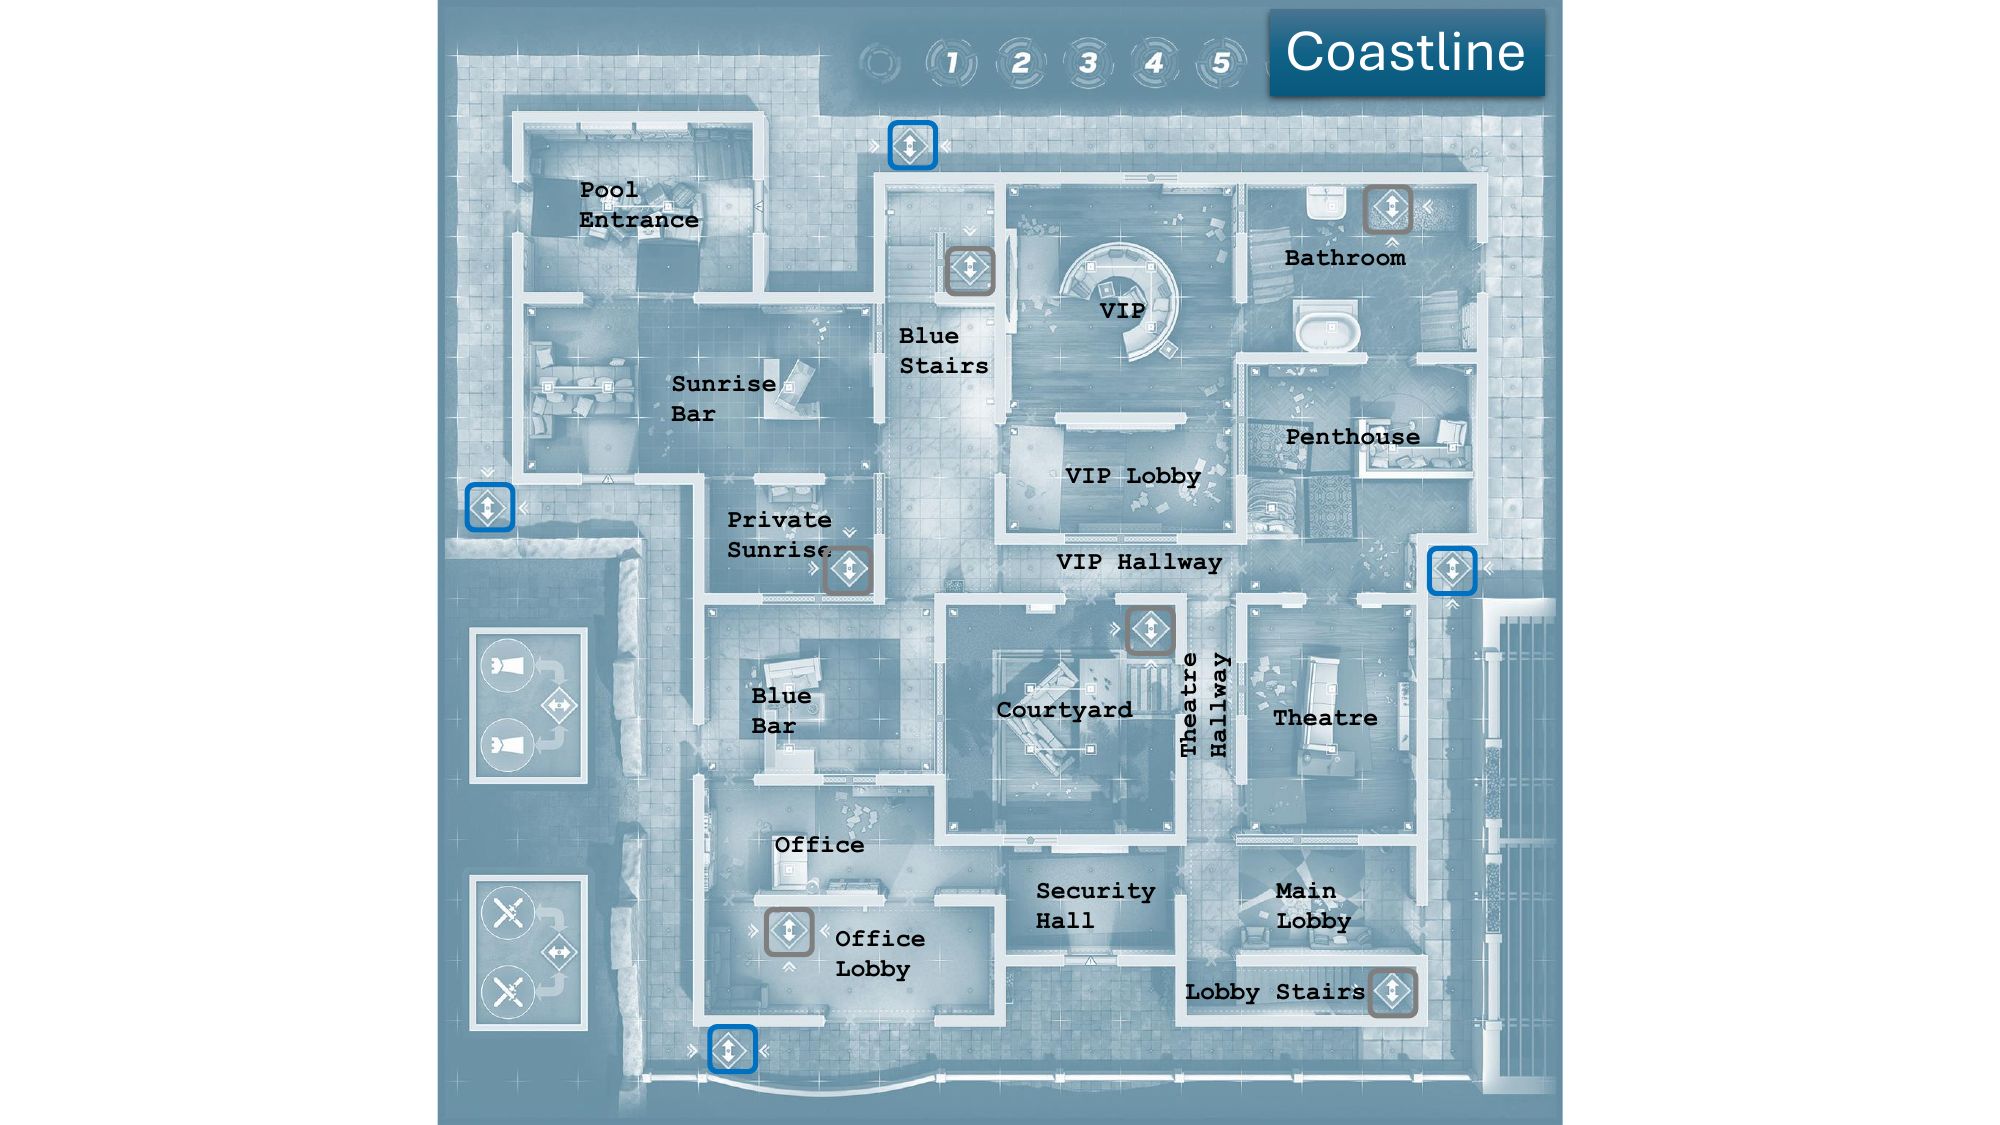 1 2 3 4 5
Coastline
Pool
Entrance
Bathroom
VIP
Blue
Stairs
Sunrise
Bar
Penthouse
VIP Lobby
Private
Sunrise
VIP Hallway
Blue
Bar
Courtyard
Theatre
Hallway
Theatre
Office
Security
Hall
Main
Lobby
Office
Lobby
Lobby Stairs